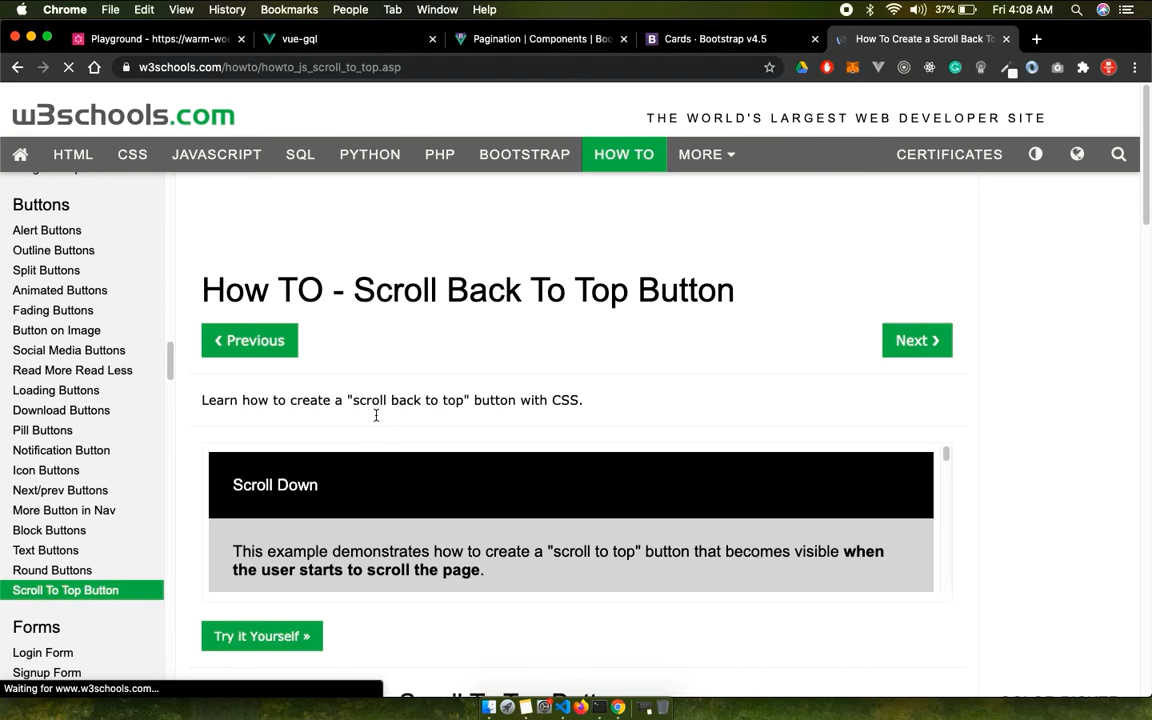 Chrome File Edit View History Bookmarks People Tab Window Help 37% Fri 4:08 AM
Playground - https://warm-wo
vue-gql
Pagination | Components | Boo
Cards · Bootstrap v4.5
How To Create a Scroll Back To
w3schools.com/howto/howto_js_scroll_to_top.asp
w3schools.com
THE WORLD'S LARGEST WEB DEVELOPER SITE
HTML CSS JAVASCRIPT SQL PYTHON PHP BOOTSTRAP HOW TO MORE CERTIFICATES
Buttons
Alert Buttons
Outline Buttons
Split Buttons
Animated Buttons
Fading Buttons
Button on Image
Social Media Buttons
Read More Read Less
Loading Buttons
Download Buttons
Pill Buttons
Notification Button
Icon Buttons
Next/prev Buttons
More Button in Nav
Block Buttons
Text Buttons
Round Buttons
Scroll To Top Button
Forms
Login Form
Signup Form
Waiting for www.w3schools.com...
How TO - Scroll Back To Top Button
❮ Previous
Next ❯
Learn how to create a "scroll back to top" button with CSS.
Scroll Down
This example demonstrates how to create a "scroll to top" button that becomes visible when
the user starts to scroll the page.
Try it Yourself »
Scroll To Top Butt